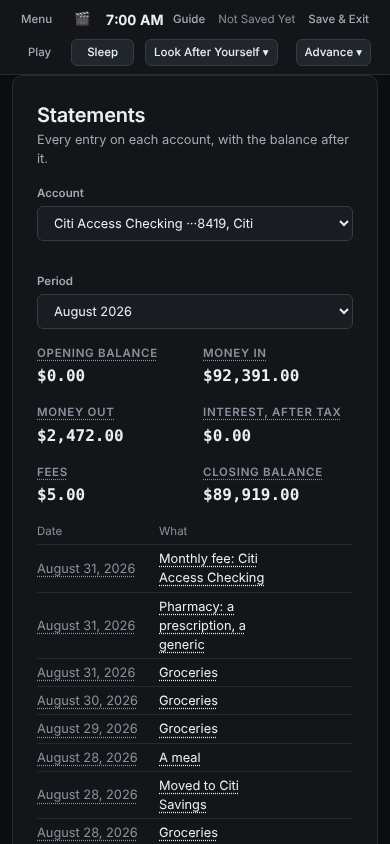 Menu 🎬 7:00 AM Guide Not Saved Yet Save & Exit
Play Sleep Look After Yourself ▾ Advance ▾
Statements
Every entry on each account, with the balance after
it.
Account
Citi Access Checking ···8419, Citi
Period
August 2026
OPENING BALANCE MONEY IN
$0.00 $92,391.00
MONEY OUT INTEREST, AFTER TAX
$2,472.00 $0.00
FEES CLOSING BALANCE
$5.00 $89,919.00
Date What
August 31, 2026 Monthly fee: Citi
Access Checking
August 31, 2026 Pharmacy: a
prescription, a
generic
August 31, 2026 Groceries
August 30, 2026 Groceries
August 29, 2026 Groceries
August 28, 2026 A meal
August 28, 2026 Moved to Citi
Savings
August 28, 2026 Groceries